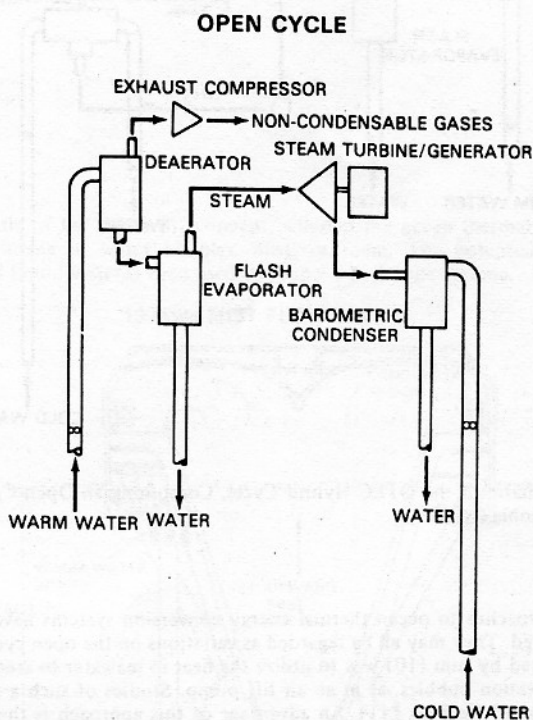 OPEN CYCLE
EXHAUST COMPRESSOR
NON-CONDENSABLE GASES
DEAERATOR
STEAM TURBINE/GENERATOR
STEAM
FLASH
EVAPORATOR
BAROMETRIC
CONDENSER
WARM WATER
WATER
WATER
COLD WATER